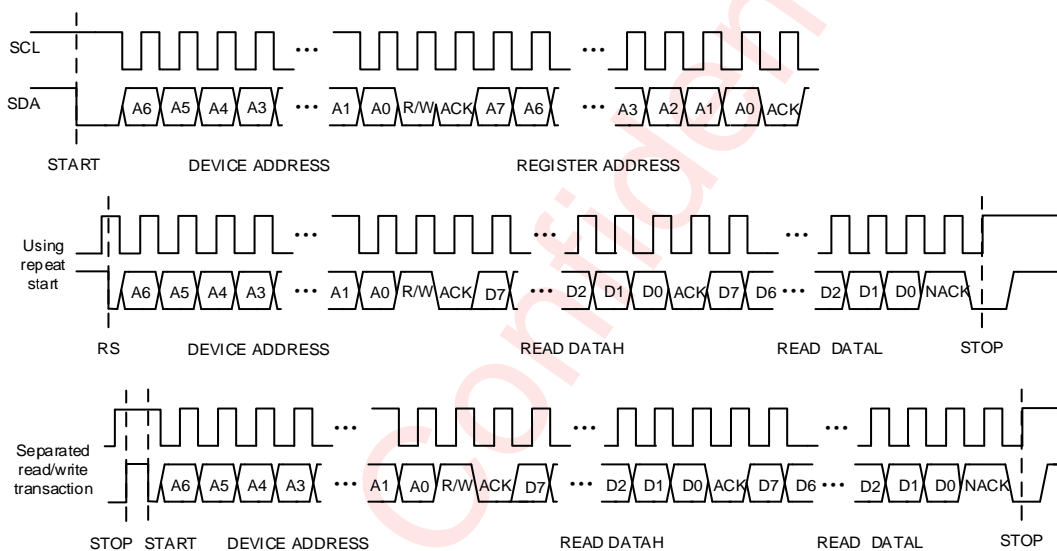 SCL
SDA
A6 A5 A4 A3 ... A1 A0 R/W ACK A7 A6 ... A3 A2 A1 A0 ACK
START DEVICE ADDRESS REGISTER ADDRESS
Using
repeat
start
A6 A5 A4 A3 ... A1 A0 R/W ACK D7 ... D2 D1 D0 ACK D7 D6 ... D2 D1 D0 NACK
RS DEVICE ADDRESS READ DATAH READ DATAL STOP
Separated
read/write
transaction
A6 A5 A4 A3 ... A1 A0 R/W ACK D7 ... D2 D1 D0 ACK D7 D6 ... D2 D1 D0 NACK
STOP START DEVICE ADDRESS READ DATAH READ DATAL STOP
Confiden